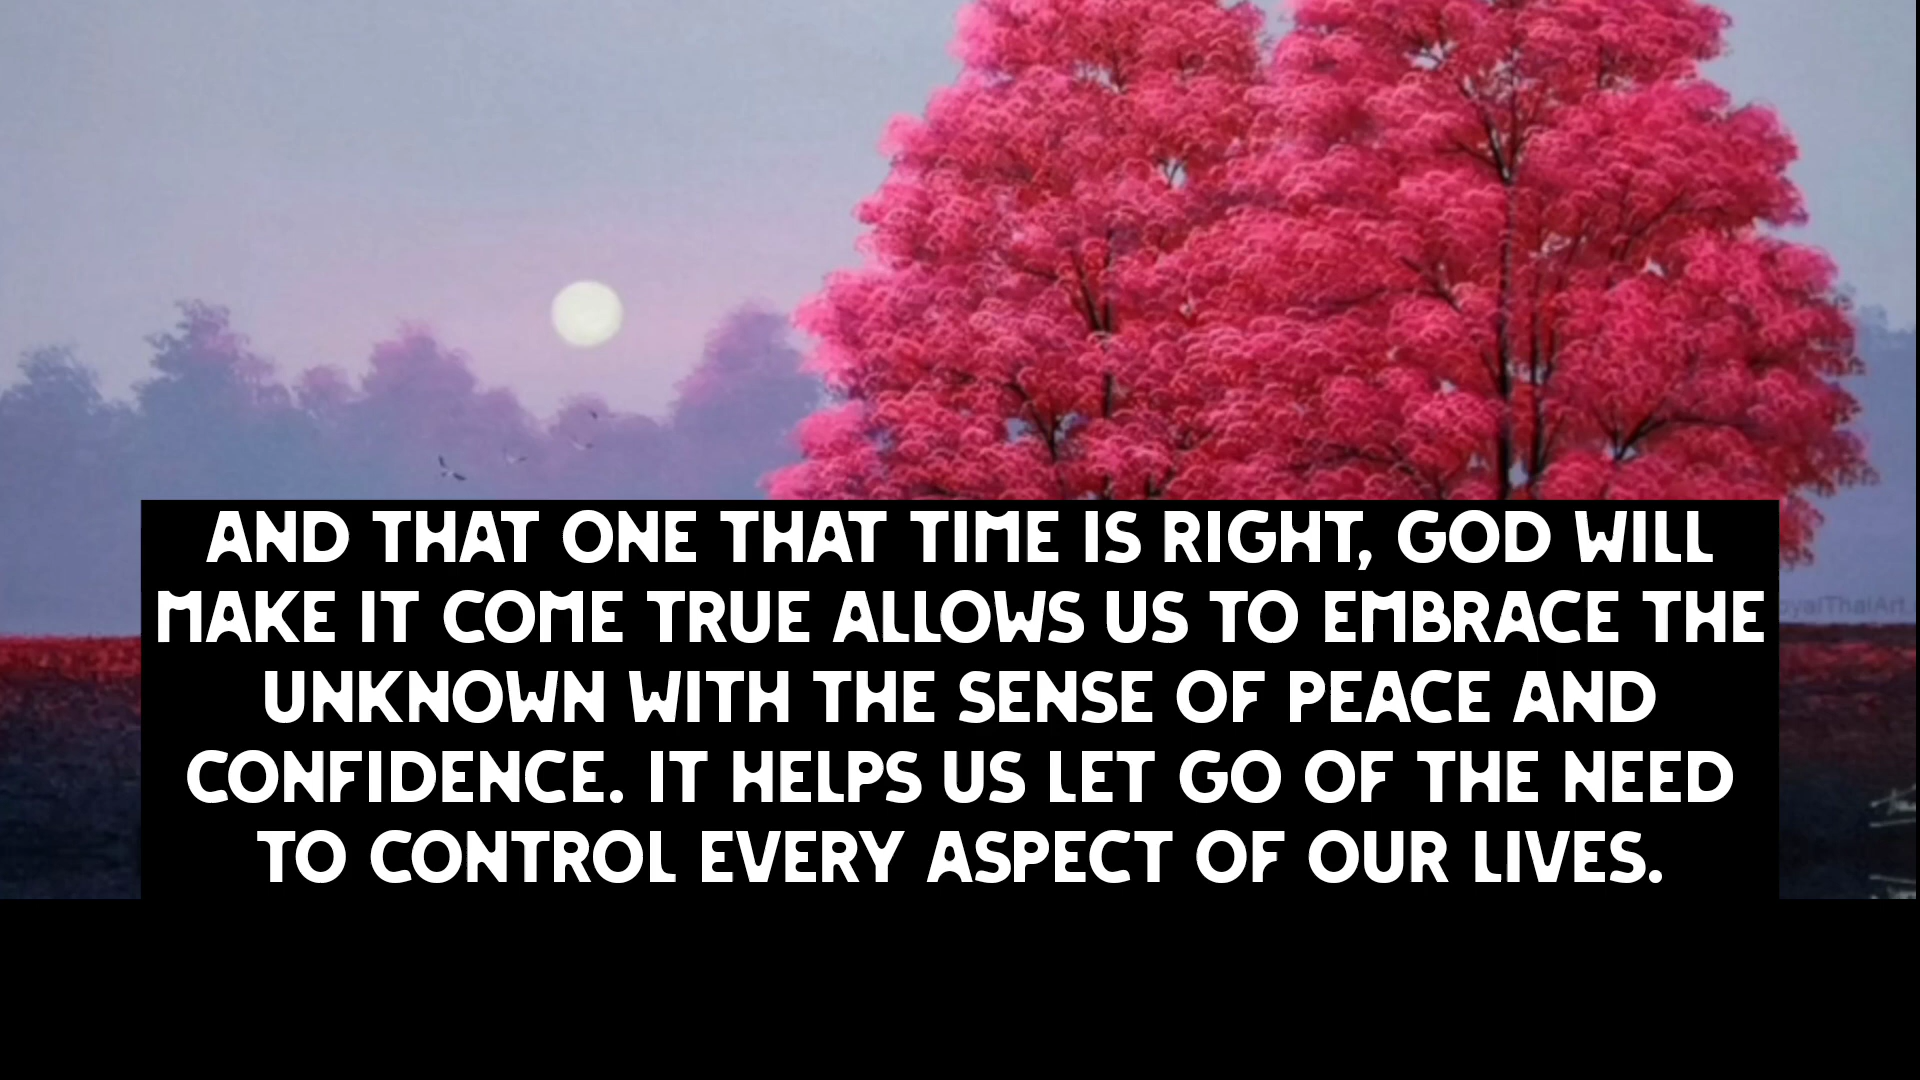 AND THAT ONE THAT TIME IS RIGHT, GOD WILL
MAKE IT COME TRUE ALLOWS US TO EMBRACE THE
UNKNOWN WITH THE SENSE OF PEACE AND
CONFIDENCE. IT HELPS US LET GO OF THE NEED
TO CONTROL EVERY ASPECT OF OUR LIVES.